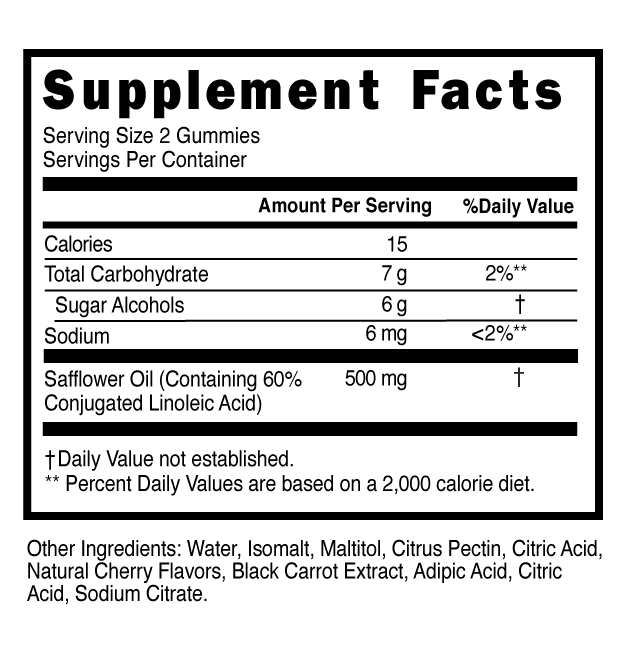 Supplement Facts
Serving Size 2 Gummies
Servings Per Container
Amount Per Serving %Daily Value
Calories 15
Total Carbohydrate 7 g 2%**
Sugar Alcohols 6 g †
Sodium 6 mg <2%**
Safflower Oil (Containing 60% 500 mg †
Conjugated Linoleic Acid)
†Daily Value not established.
** Percent Daily Values are based on a 2,000 calorie diet.
Other Ingredients: Water, Isomalt, Maltitol, Citrus Pectin, Citric Acid,
Natural Cherry Flavors, Black Carrot Extract, Adipic Acid, Citric
Acid, Sodium Citrate.